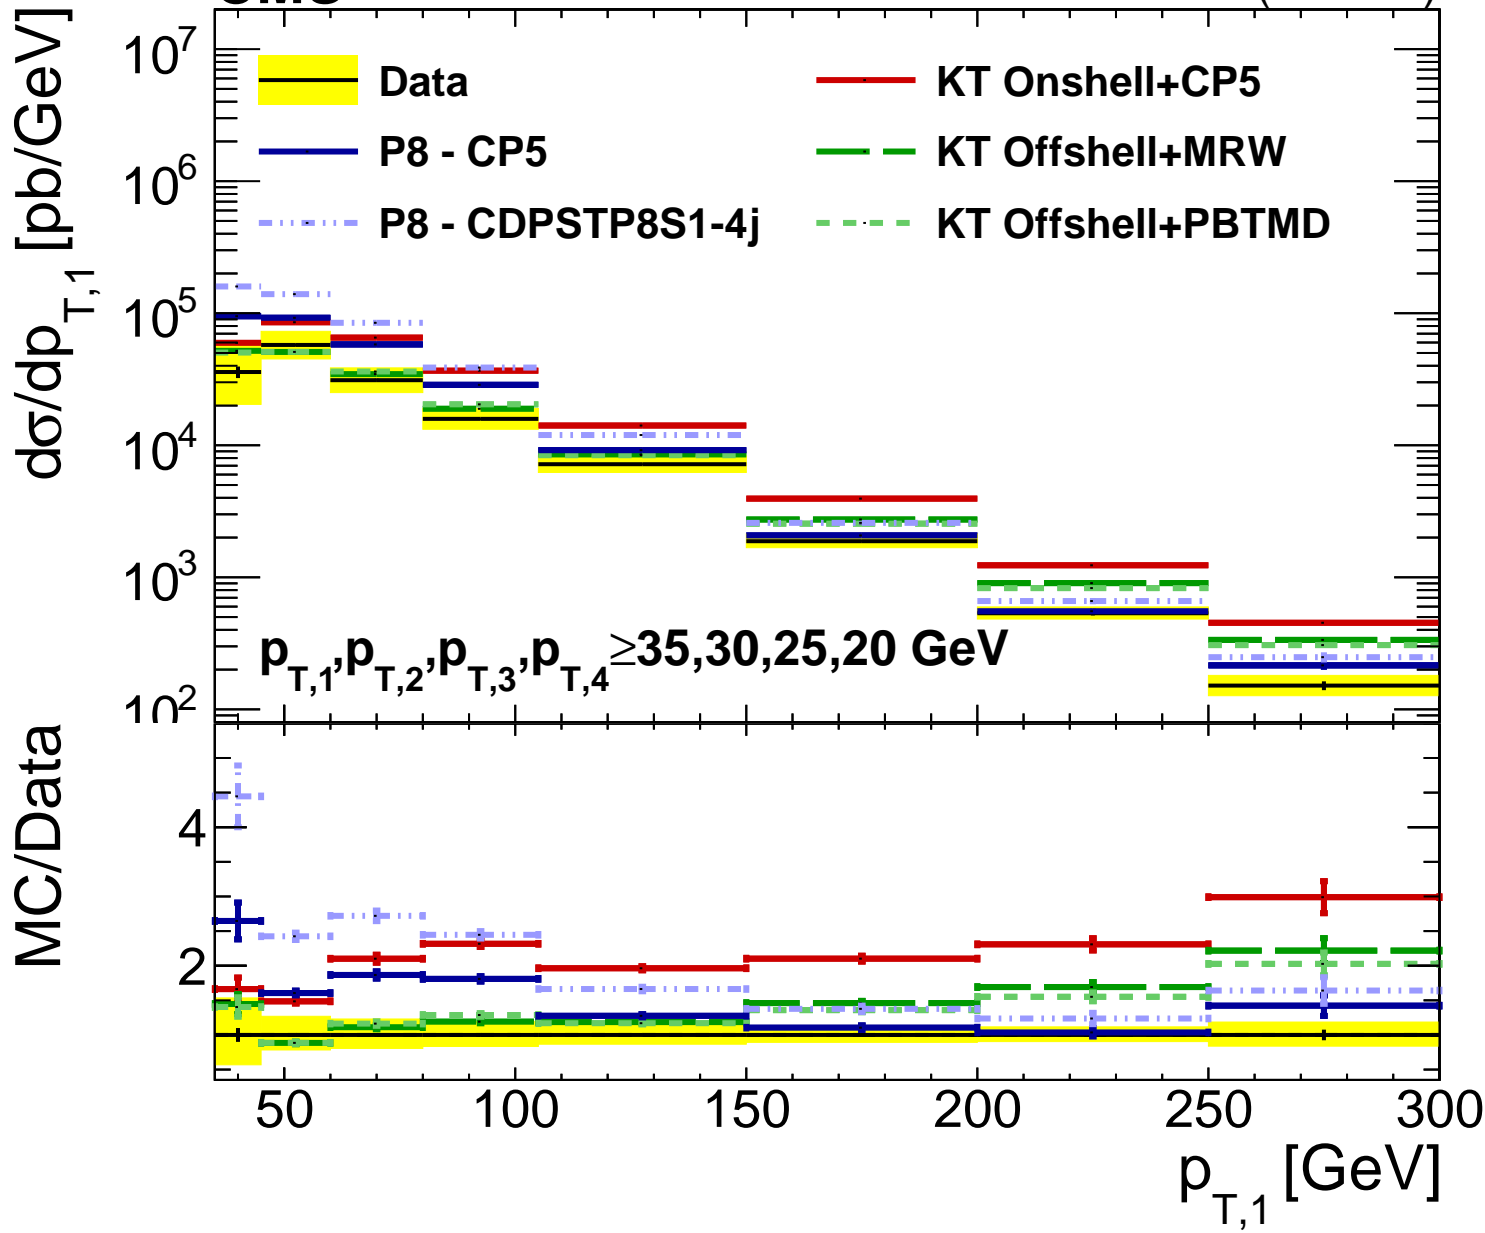 dσ/dp_T,1 [pb/GeV]
10^7
10^6
10^5
10^4
10^3
10^2
Data
P8 - CP5
P8 - CDPSTP8S1-4j
KT Onshell+CP5
KT Offshell+MRW
KT Offshell+PBTMD
p_T,1,p_T,2,p_T,3,p_T,4≥35,30,25,20 GeV
MC/Data
4
2
50 100 150 200 250 300
p_T,1 [GeV]